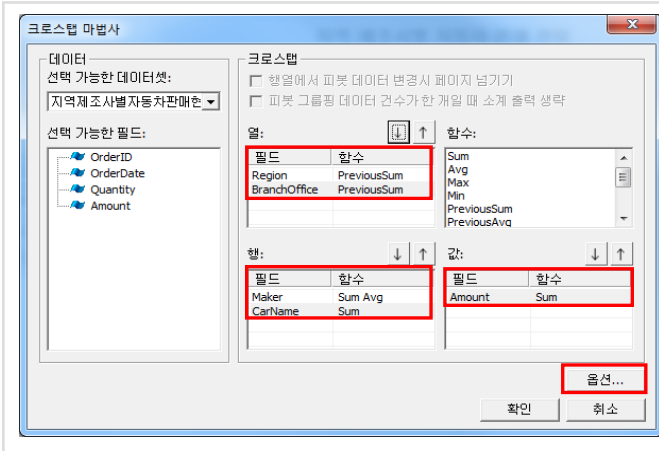 크로스탭 마법사
데이터
선택 가능한 데이터셋:
지역제조사별자동차판매현
선택 가능한 필드:
OrderID
OrderDate
Quantity
Amount
크로스탭
행열에서 피봇 데이터 변경시 페이지 넘기기
피봇 그룹핑 데이터 건수가 한 개일 때 소계 출력 생략
열:
필드 함수
Region PreviousSum
BranchOffice PreviousSum
함수:
Sum
Avg
Max
Min
PreviousSum
PreviousAvg
행:
필드 함수
Maker Sum Avg
CarName Sum
값:
필드 함수
Amount Sum
옵션...
확인 취소